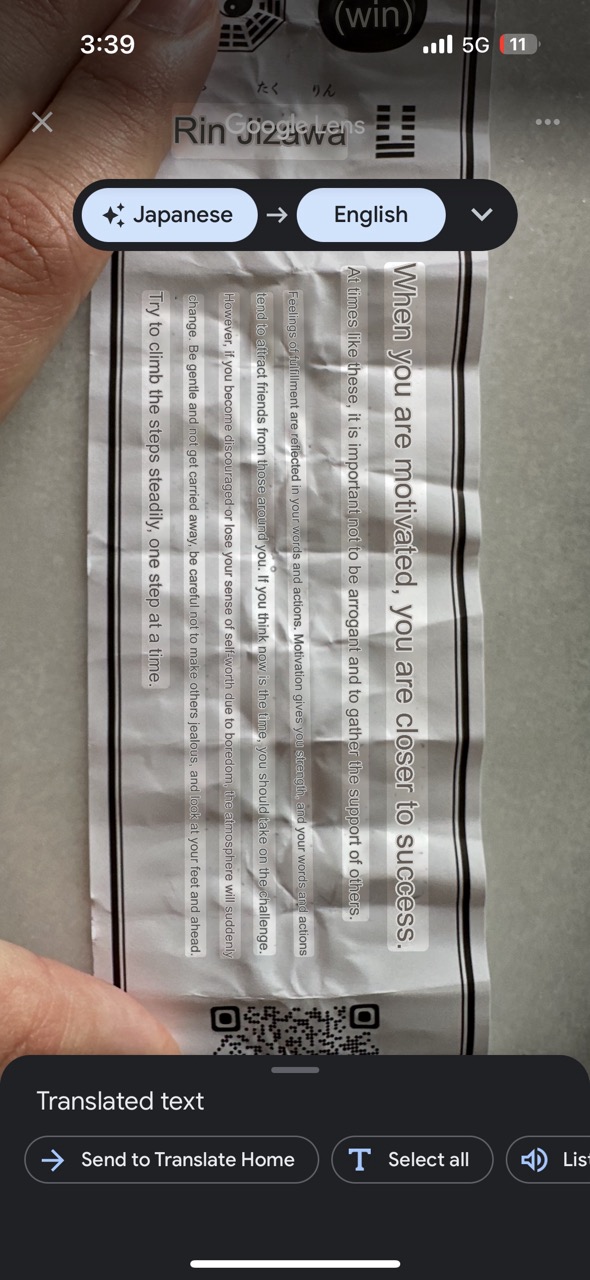 (win)
3:39
5G
11
たく りん
Google Lens
Rin Jizawa
Japanese → English
When you are motivated, you are closer to success.
At times like these, it is important not to be arrogant and to gather the support of others.
Feelings of fulfillment are reflected in your words and actions. Motivation gives you strength, and your words and actions
tend to attract friends from those around you. If you think now is the time, you should take on the challenge.
However, if you become discouraged or lose your sense of self-worth due to boredom, the atmosphere will suddenly
change. Be gentle and not get carried away, be careful not to make others jealous, and look at your feet and ahead.
Try to climb the steps steadily, one step at a time.
Translated text
Send to Translate Home
Select all
List